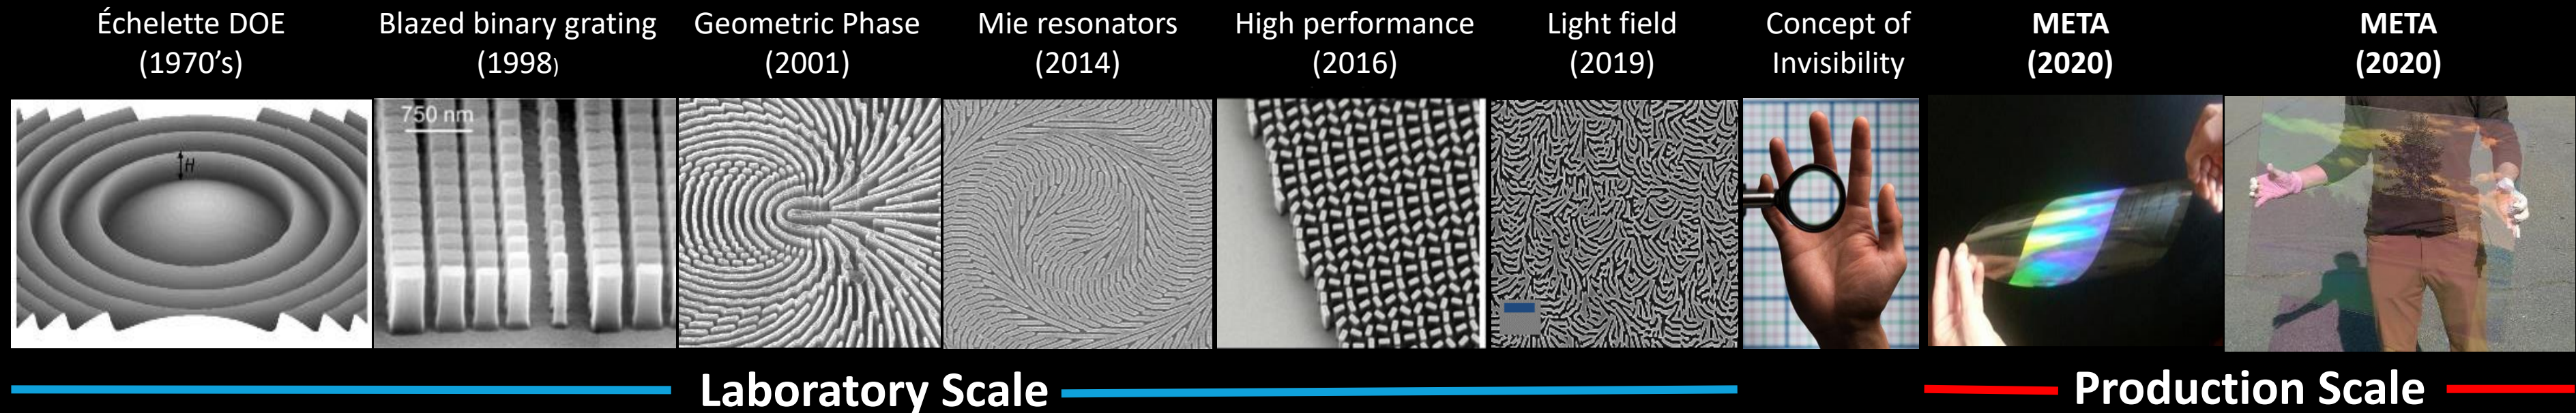 Échelette DOE
(1970’s)
Blazed binary grating
(1998)
Geometric Phase
(2001)
Mie resonators
(2014)
High performance
(2016)
Light field
(2019)
Concept of
Invisibility
META
(2020)
META
(2020)
H
750 nm
Laboratory Scale
Production Scale